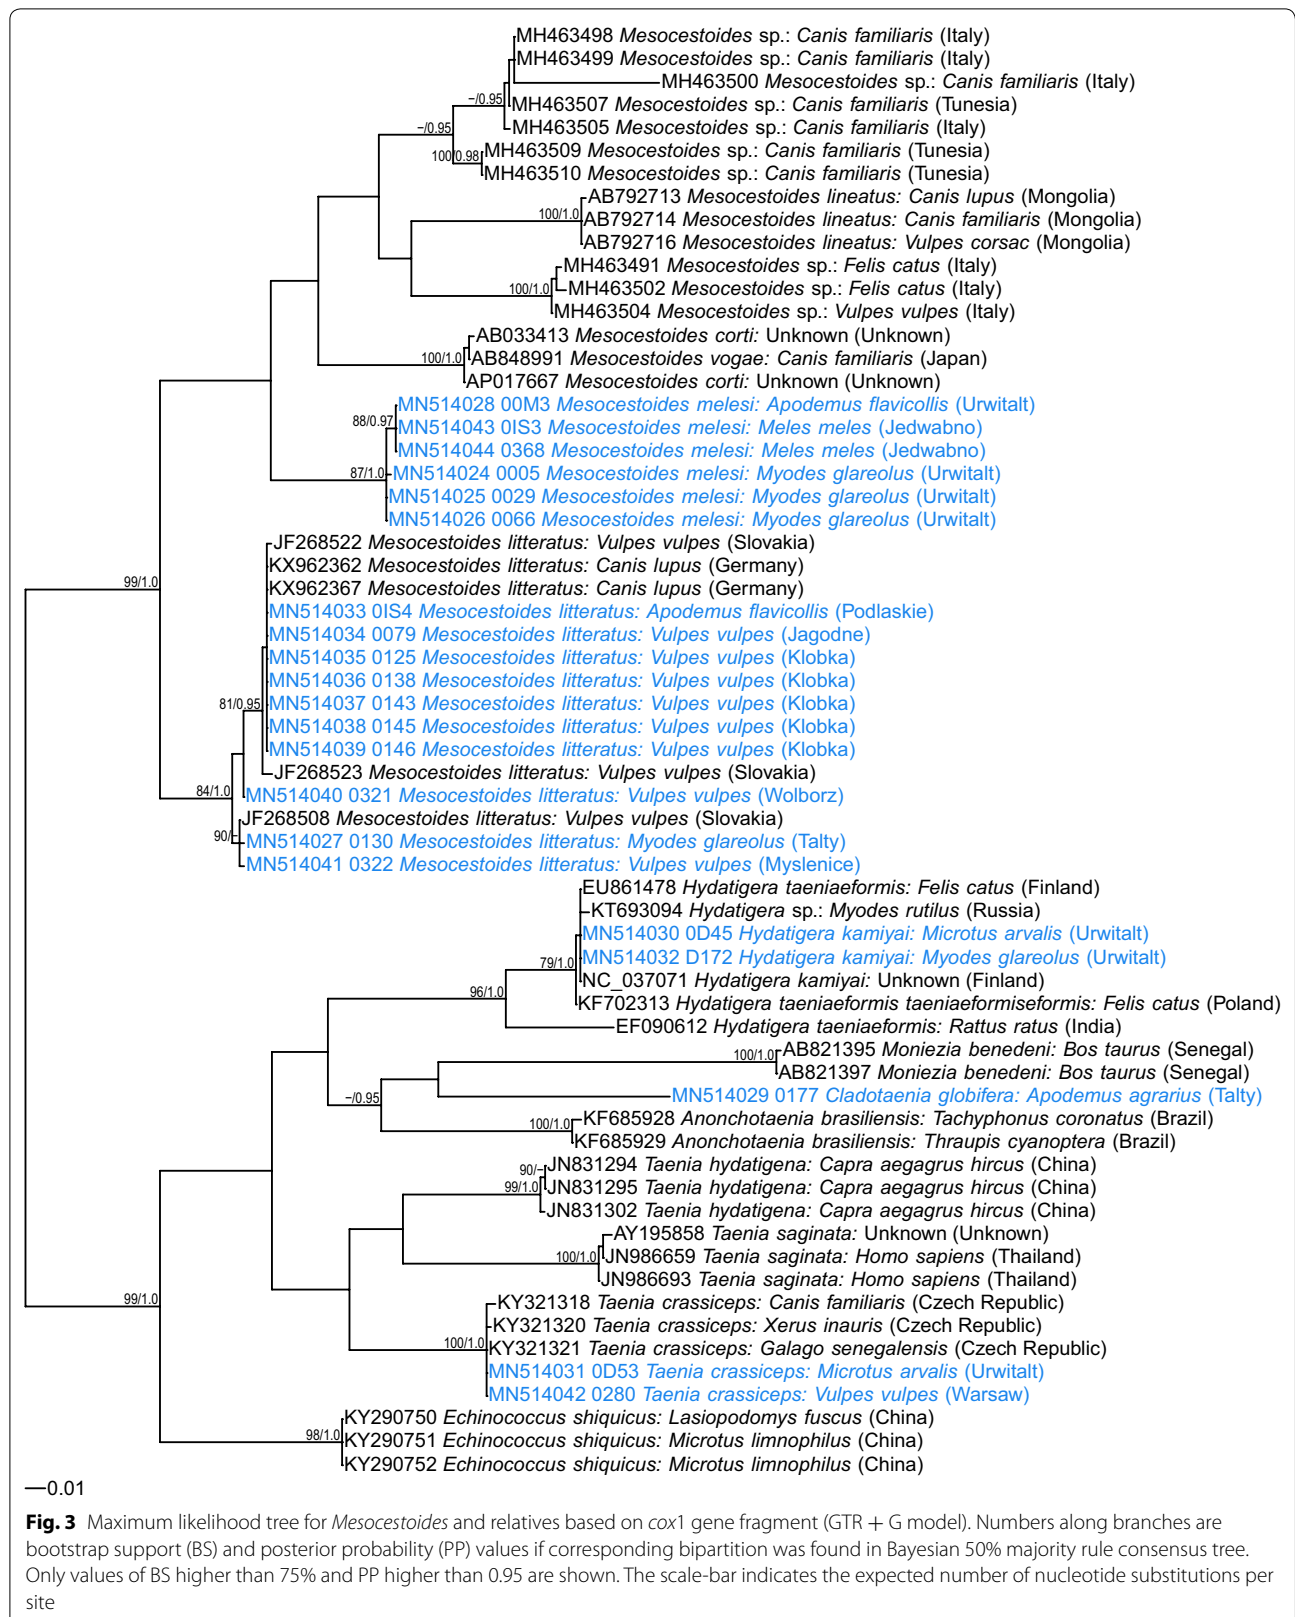 MH463498 Mesocestoides sp.: Canis familiaris (Italy)
MH463499 Mesocestoides sp.: Canis familiaris (Italy)
MH463500 Mesocestoides sp.: Canis familiaris (Italy)
–/0.95
MH463507 Mesocestoides sp.: Canis familiaris (Tunesia)
–/0.95
MH463505 Mesocestoides sp.: Canis familiaris (Italy)
100/0.98
MH463509 Mesocestoides sp.: Canis familiaris (Tunesia)
MH463510 Mesocestoides sp.: Canis familiaris (Tunesia)
AB792713 Mesocestoides lineatus: Canis lupus (Mongolia)
100/1.0
AB792714 Mesocestoides lineatus: Canis familiaris (Mongolia)
AB792716 Mesocestoides lineatus: Vulpes corsac (Mongolia)
MH463491 Mesocestoides sp.: Felis catus (Italy)
100/1.0
MH463502 Mesocestoides sp.: Felis catus (Italy)
MH463504 Mesocestoides sp.: Vulpes vulpes (Italy)
AB033413 Mesocestoides corti: Unknown (Unknown)
100/1.0
AB848991 Mesocestoides vogae: Canis familiaris (Japan)
AP017667 Mesocestoides corti: Unknown (Unknown)
MN514028 00M3 Mesocestoides melesi: Apodemus flavicollis (Urwitalt)
88/0.97
MN514043 0IS3 Mesocestoides melesi: Meles meles (Jedwabno)
MN514044 0368 Mesocestoides melesi: Meles meles (Jedwabno)
87/1.0
MN514024 0005 Mesocestoides melesi: Myodes glareolus (Urwitalt)
MN514025 0029 Mesocestoides melesi: Myodes glareolus (Urwitalt)
MN514026 0066 Mesocestoides melesi: Myodes glareolus (Urwitalt)
JF268522 Mesocestoides litteratus: Vulpes vulpes (Slovakia)
KX962362 Mesocestoides litteratus: Canis lupus (Germany)
99/1.0
KX962367 Mesocestoides litteratus: Canis lupus (Germany)
MN514033 0IS4 Mesocestoides litteratus: Apodemus flavicollis (Podlaskie)
MN514034 0079 Mesocestoides litteratus: Vulpes vulpes (Jagodne)
MN514035 0125 Mesocestoides litteratus: Vulpes vulpes (Klobka)
MN514036 0138 Mesocestoides litteratus: Vulpes vulpes (Klobka)
81/0.95
MN514037 0143 Mesocestoides litteratus: Vulpes vulpes (Klobka)
MN514038 0145 Mesocestoides litteratus: Vulpes vulpes (Klobka)
MN514039 0146 Mesocestoides litteratus: Vulpes vulpes (Klobka)
JF268523 Mesocestoides litteratus: Vulpes vulpes (Slovakia)
84/1.0
MN514040 0321 Mesocestoides litteratus: Vulpes vulpes (Wolborz)
JF268508 Mesocestoides litteratus: Vulpes vulpes (Slovakia)
90/–
MN514027 0130 Mesocestoides litteratus: Myodes glareolus (Talty)
MN514041 0322 Mesocestoides litteratus: Vulpes vulpes (Myslenice)
EU861478 Hydatigera taeniaeformis: Felis catus (Finland)
KT693094 Hydatigera sp.: Myodes rutilus (Russia)
MN514030 0D45 Hydatigera kamiyai: Microtus arvalis (Urwitalt)
79/1.0
MN514032 D172 Hydatigera kamiyai: Myodes glareolus (Urwitalt)
NC_037071 Hydatigera kamiyai: Unknown (Finland)
96/1.0
KF702313 Hydatigera taeniaeformis taeniaeformiseformis: Felis catus (Poland)
EF090612 Hydatigera taeniaeformis: Rattus ratus (India)
100/1.0
AB821395 Moniezia benedeni: Bos taurus (Senegal)
AB821397 Moniezia benedeni: Bos taurus (Senegal)
–/0.95
MN514029 0177 Cladotaenia globifera: Apodemus agrarius (Talty)
100/1.0
KF685928 Anonchotaenia brasiliensis: Tachyphonus coronatus (Brazil)
KF685929 Anonchotaenia brasiliensis: Thraupis cyanoptera (Brazil)
90/–
JN831294 Taenia hydatigena: Capra aegagrus hircus (China)
99/1.0
JN831295 Taenia hydatigena: Capra aegagrus hircus (China)
JN831302 Taenia hydatigena: Capra aegagrus hircus (China)
AY195858 Taenia saginata: Unknown (Unknown)
100/1.0
JN986659 Taenia saginata: Homo sapiens (Thailand)
JN986693 Taenia saginata: Homo sapiens (Thailand)
99/1.0
KY321318 Taenia crassiceps: Canis familiaris (Czech Republic)
KY321320 Taenia crassiceps: Xerus inauris (Czech Republic)
100/1.0
KY321321 Taenia crassiceps: Galago senegalensis (Czech Republic)
MN514031 0D53 Taenia crassiceps: Microtus arvalis (Urwitalt)
MN514042 0280 Taenia crassiceps: Vulpes vulpes (Warsaw)
KY290750 Echinococcus shiquicus: Lasiopodomys fuscus (China)
98/1.0
KY290751 Echinococcus shiquicus: Microtus limnophilus (China)
KY290752 Echinococcus shiquicus: Microtus limnophilus (China)
0.01
Fig. 3 Maximum likelihood tree for Mesocestoides and relatives based on cox1 gene fragment (GTR + G model). Numbers along branches are
bootstrap support (BS) and posterior probability (PP) values if corresponding bipartition was found in Bayesian 50% majority rule consensus tree.
Only values of BS higher than 75% and PP higher than 0.95 are shown. The scale-bar indicates the expected number of nucleotide substitutions per
site